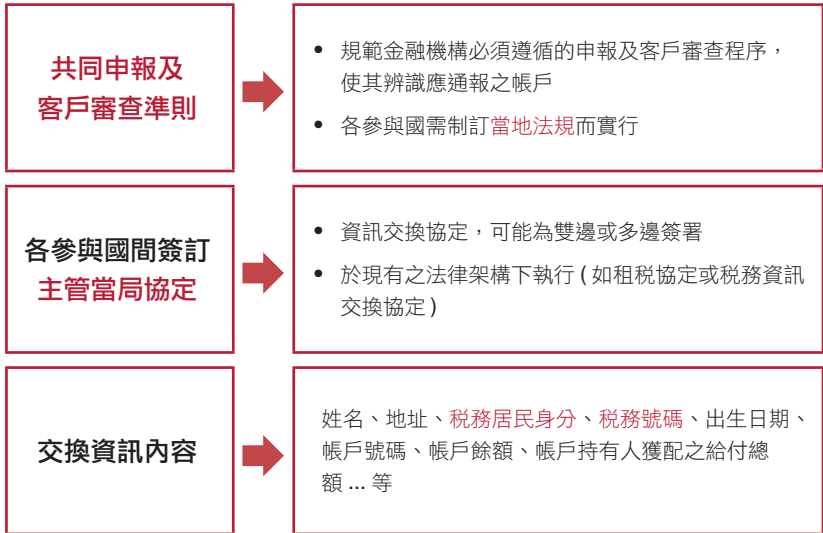 共同申報及
客戶審查準則
• 規範金融機構必須遵循的申報及客戶審查程序，
使其辨識應通報之帳戶
• 各參與國需制訂當地法規而實行
各參與國間簽訂
主管當局協定
• 資訊交換協定，可能為雙邊或多邊簽署
• 於現有之法律架構下執行 ( 如租稅協定或稅務資訊
交換協定 )
交換資訊內容
姓名、地址、稅務居民身分、稅務號碼、出生日期、
帳戶號碼、帳戶餘額、帳戶持有人獲配之給付總
額 ... 等